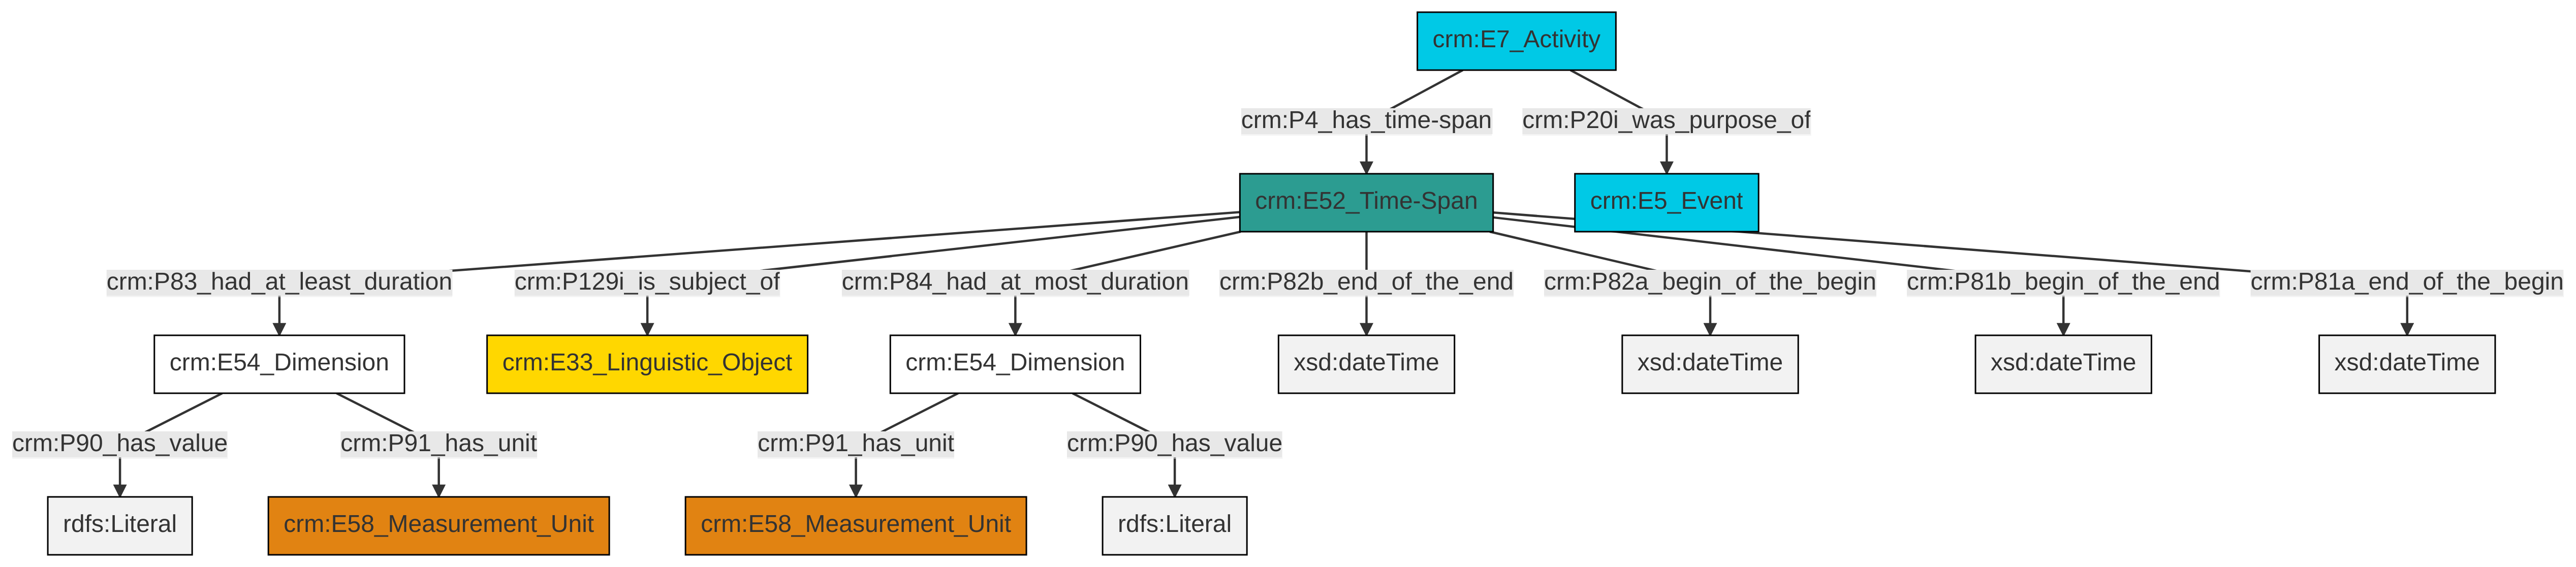 crm:E7_Activity
crm:P4_has_time-span
crm:P20i_was_purpose_of
crm:E52_Time-Span
crm:E5_Event
crm:P83_had_at_least_duration
crm:P129i_is_subject_of
crm:P84_had_at_most_duration
crm:P82b_end_of_the_end
crm:P82a_begin_of_the_begin
crm:P81b_begin_of_the_end
crm:P81a_end_of_the_begin
crm:E54_Dimension
crm:E33_Linguistic_Object
crm:E54_Dimension
xsd:dateTime
xsd:dateTime
xsd:dateTime
xsd:dateTime
crm:P90_has_value
crm:P91_has_unit
crm:P91_has_unit
crm:P90_has_value
rdfs:Literal
crm:E58_Measurement_Unit
crm:E58_Measurement_Unit
rdfs:Literal